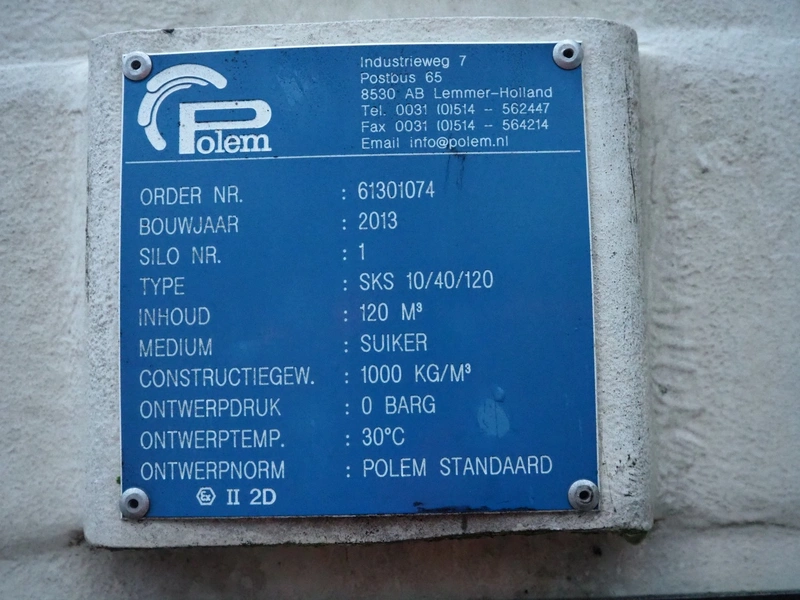 Polem
Industrieweg 7
Postbus 65
8530 AB Lemmer-Holland
Tel. 0031 (0)514 - 562447
Fax 0031 (0)514 - 564214
Email info@polem.nl
ORDER NR. : 61301074
BOUWJAAR : 2013
SILO NR. : 1
TYPE : SKS 10/40/120
INHOUD : 120 M³
MEDIUM : SUIKER
CONSTRUCTIEGEW. : 1000 KG/M³
ONTWERPDRUK : 0 BARG
ONTWERPTEMP. : 30°C
ONTWERPNORM : POLEM STANDAARD
Ex II 2D